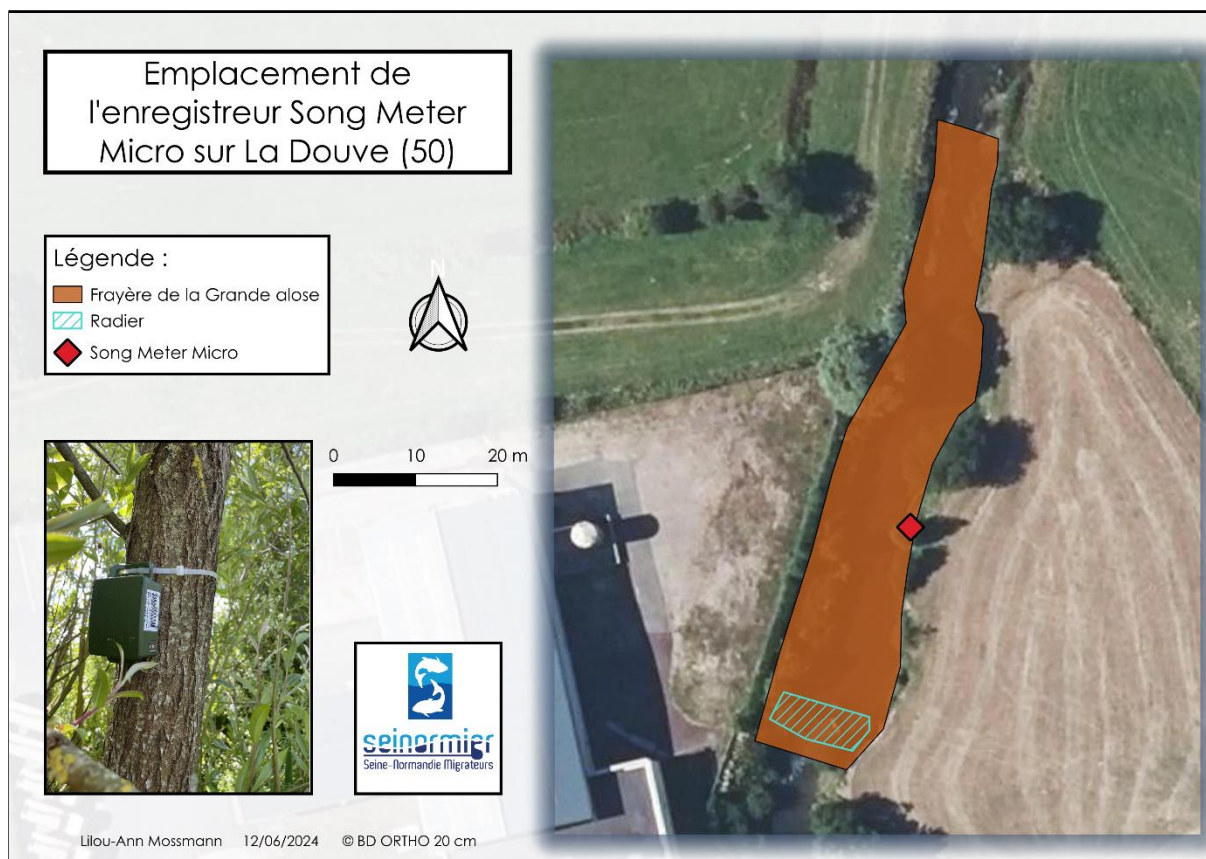 Emplacement de
l'enregistreur Song Meter
Micro sur La Douve (50)
Légende :
Frayère de la Grande alose
Radier
Song Meter Micro
N
0 10 20 m
seinormigr
Seine-Normandie Migrateurs
Lilou-Ann Mossmann 12/06/2024 © BD ORTHO 20 cm